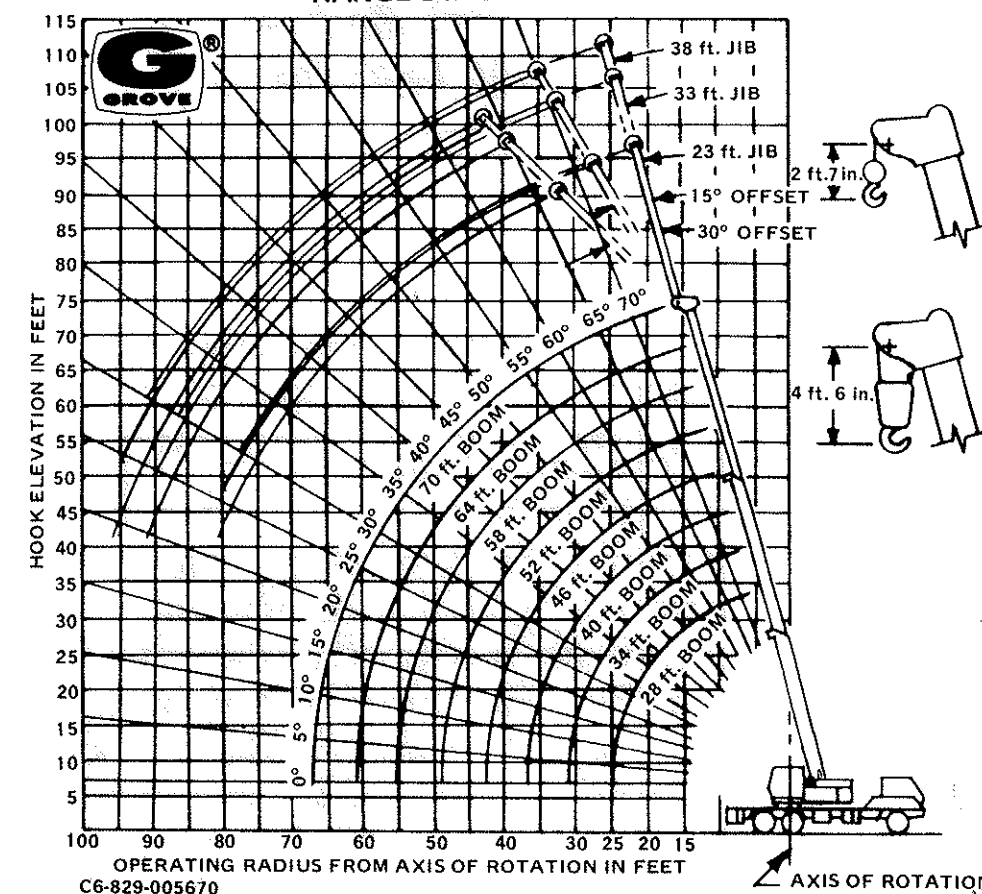 115
110
105
100
95
90
85
80
75
70
65
60
55
50
45
40
35
30
25
20
15
10
5
HOOK ELEVATION IN FEET
G ®
GROVE
38 ft. JIB
33 ft. JIB
23 ft. JIB
15° OFFSET
30° OFFSET
2 ft.7 in.
4 ft. 6 in.
0° 5° 10° 15° 20° 25° 30° 35° 40° 45° 50° 55° 60° 65° 70°
70 ft. BOOM
64 ft. BOOM
58 ft. BOOM
52 ft. BOOM
46 ft. BOOM
40 ft. BOOM
34 ft. BOOM
28 ft. BOOM
100 90 80 70 60 50 40 30 25 20 15
OPERATING RADIUS FROM AXIS OF ROTATION IN FEET
C6-829-005670
AXIS OF ROTATION